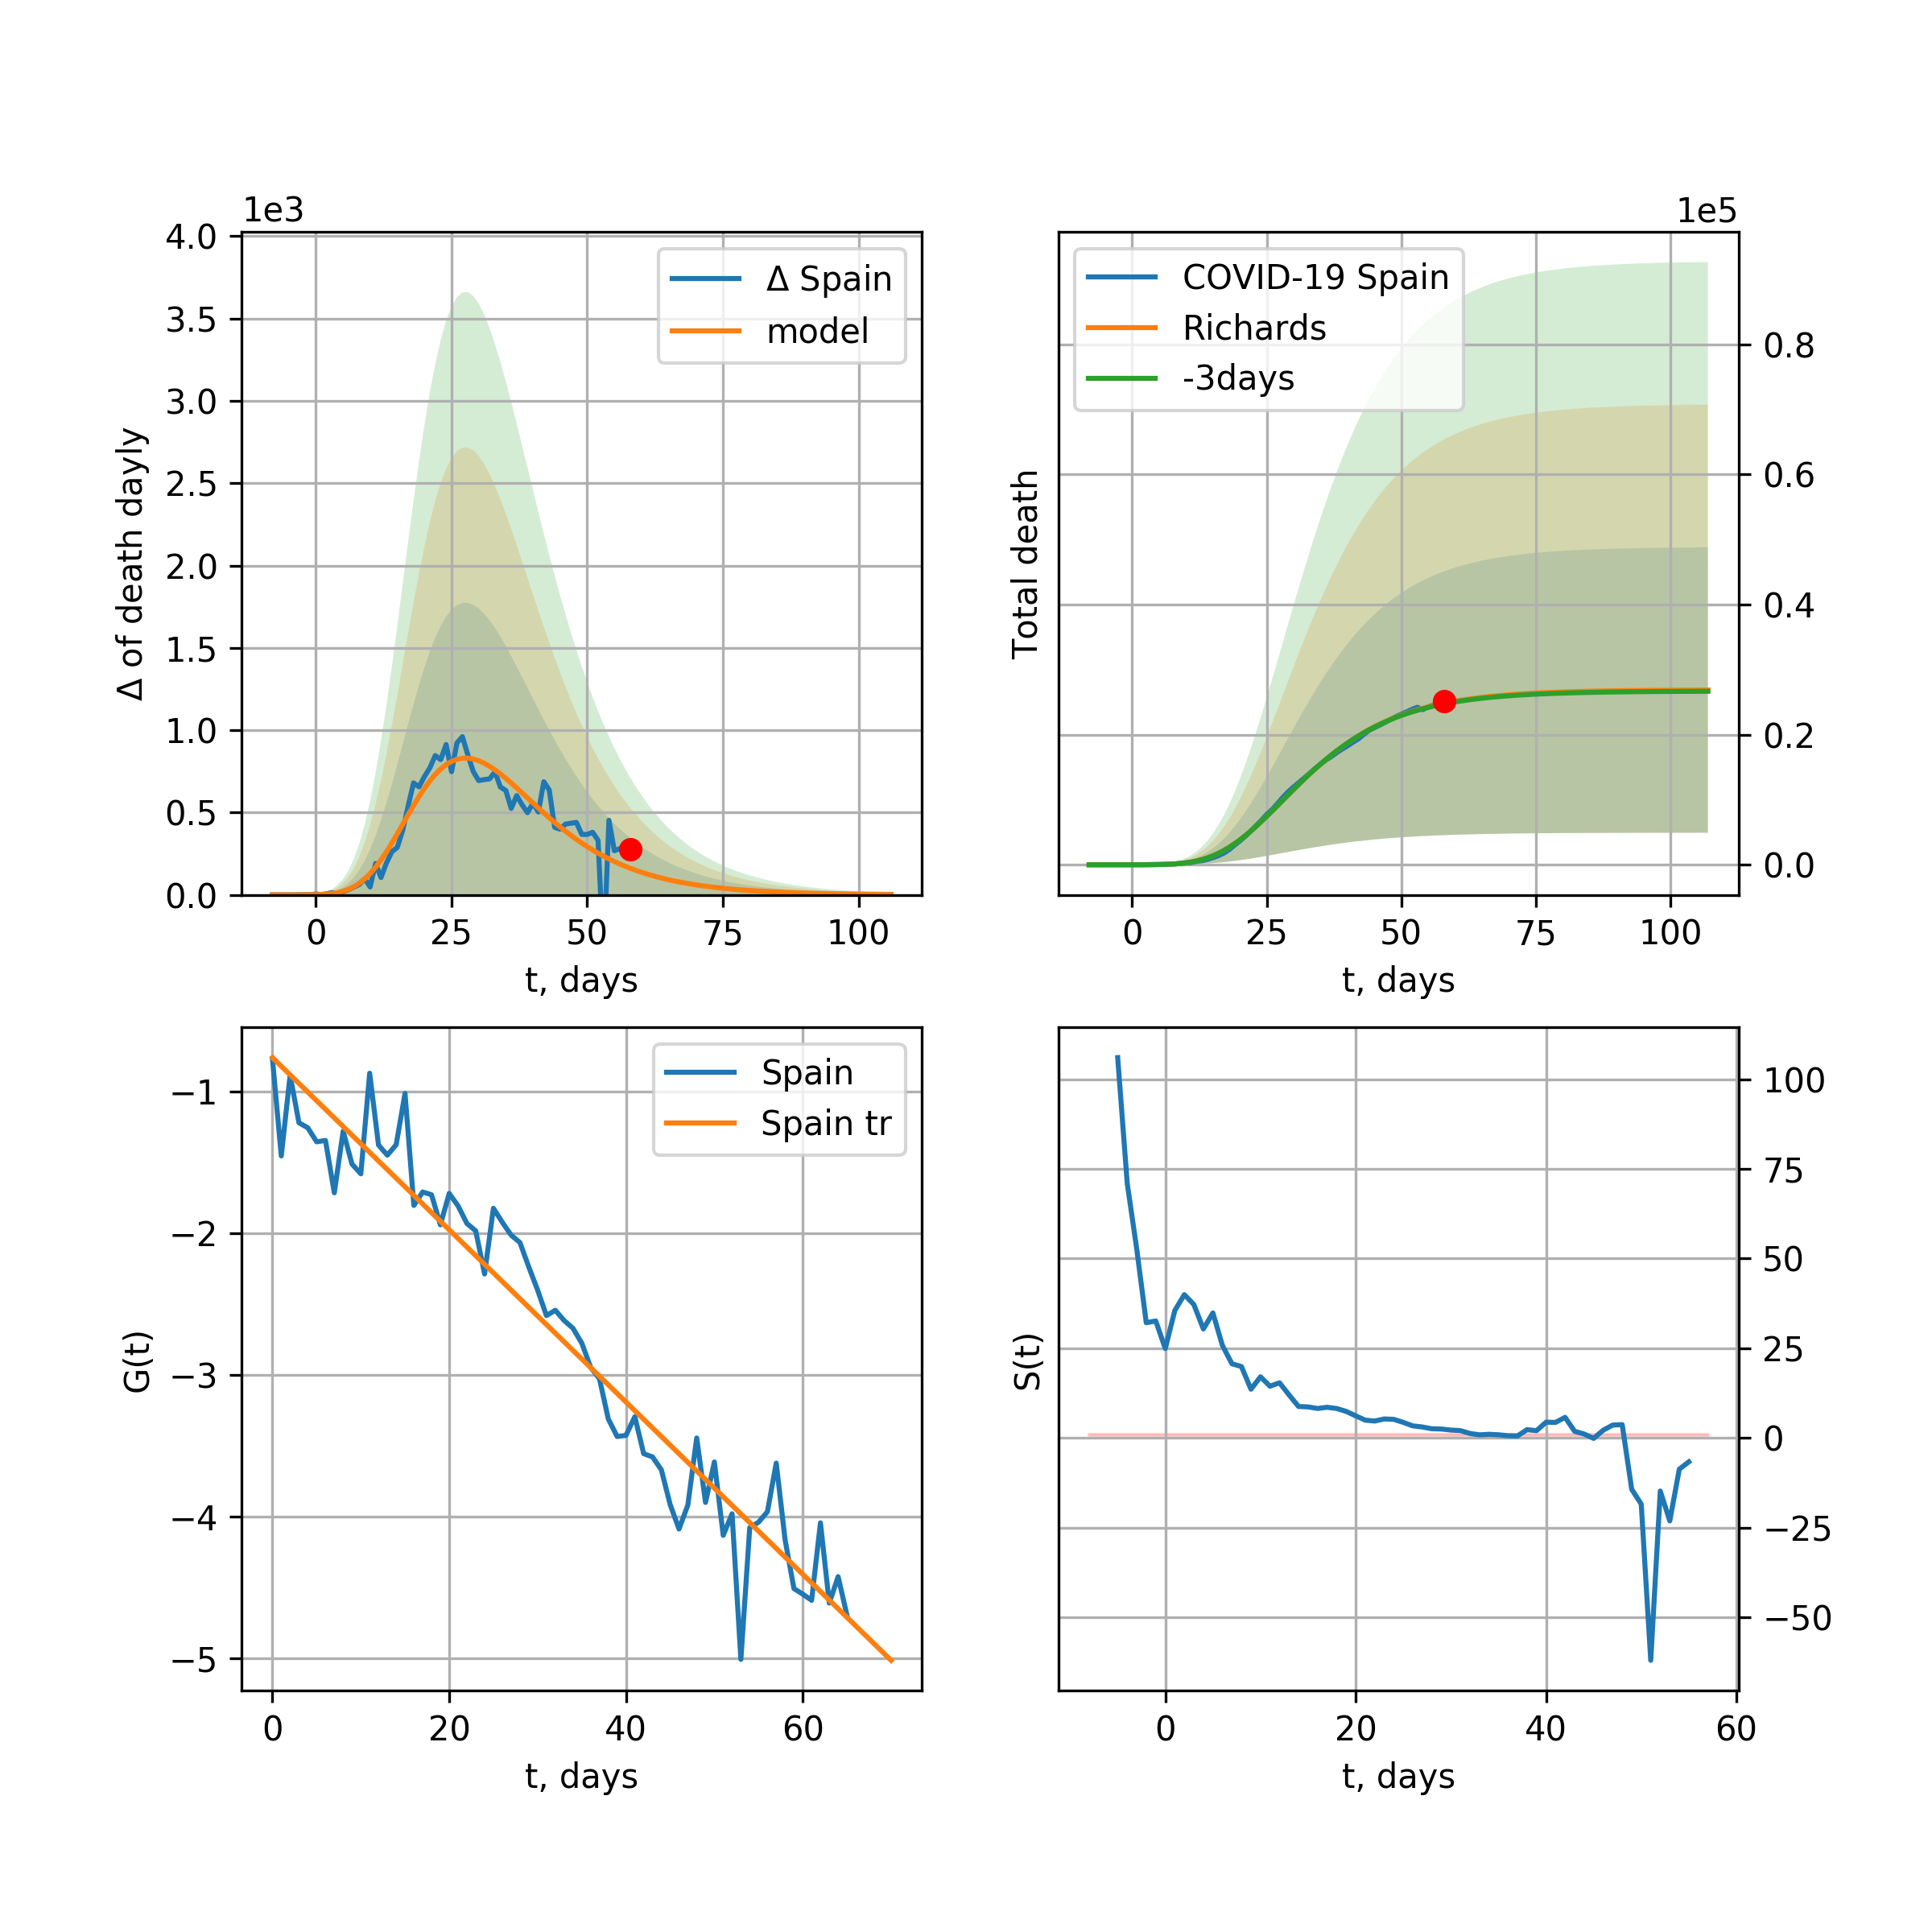 1e3
4.0
3.5
3.0
2.5
2.0
1.5
1.0
0.5
0.0
Δ of death dayly
Δ Spain
model
0 25 50 75 100
t, days
1e5
COVID-19 Spain
Richards
-3days
Total death
0.8
0.6
0.4
0.2
0.0
0 25 50 75 100
t, days
Spain
Spain tr
G(t)
−1
−2
−3
−4
−5
0 20 40 60
t, days
S(t)
100
75
50
25
0
−25
−50
0 20 40 60
t, days